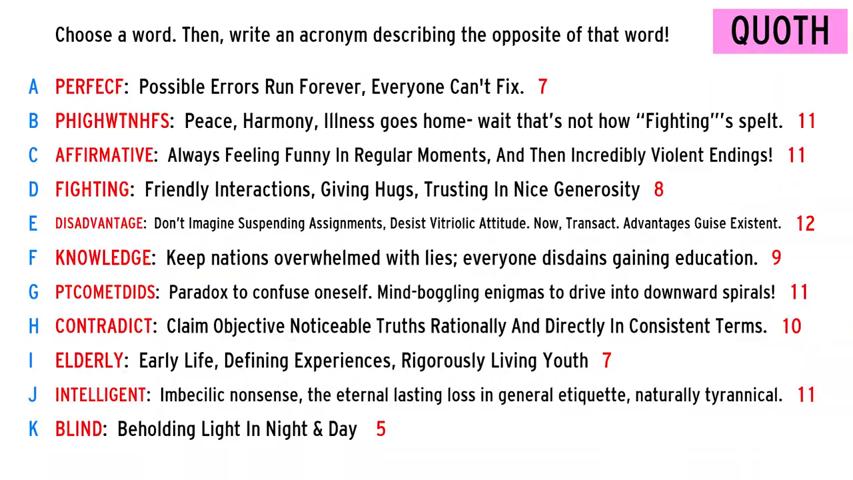 Choose a word. Then, write an acronym describing the opposite of that word!
QUOTH
A PERFECF: Possible Errors Run Forever, Everyone Can't Fix. 7
B PHIGHWTNHFS: Peace, Harmony, Illness goes home- wait that's not how “Fighting”'s spelt. 11
C AFFIRMATIVE: Always Feeling Funny In Regular Moments, And Then Incredibly Violent Endings! 11
D FIGHTING: Friendly Interactions, Giving Hugs, Trusting In Nice Generosity 8
E DISADVANTAGE: Don't Imagine Suspending Assignments, Desist Vitriolic Attitude. Now, Transact. Advantages Guise Existent. 12
F KNOWLEDGE: Keep nations overwhelmed with lies; everyone disdains gaining education. 9
G PTCOMETDIDS: Paradox to confuse oneself. Mind-boggling enigmas to drive into downward spirals! 11
H CONTRADICT: Claim Objective Noticeable Truths Rationally And Directly In Consistent Terms. 10
I ELDERLY: Early Life, Defining Experiences, Rigorously Living Youth 7
J INTELLIGENT: Imbecilic nonsense, the eternal lasting loss in general etiquette, naturally tyrannical. 11
K BLIND: Beholding Light In Night & Day 5